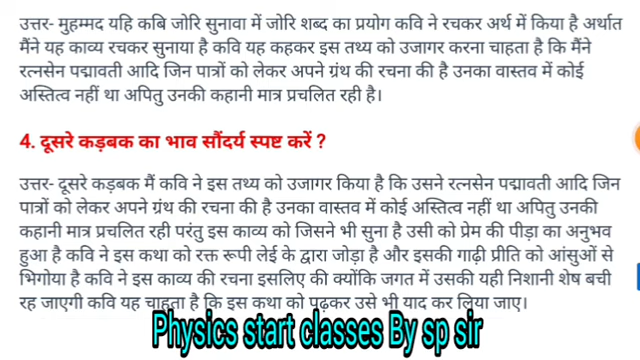 उत्तर- मुहम्मद यहि कबि जोरि सुनावा में जोरि शब्द का प्रयोग कवि ने रचकर अर्थ में किया है अर्थात
मैंने यह काव्य रचकर सुनाया है कवि यह कहकर इस तथ्य को उजागर करना चाहता है कि मैंने
रत्नसेन पद्मावती आदि जिन पात्रों को लेकर अपने ग्रंथ की रचना की है उनका वास्तव में कोई
अस्तित्व नहीं था अपितु उनकी कहानी मात्र प्रचलित रही है।
4. दूसरे कड़बक का भाव सौंदर्य स्पष्ट करें ?
उत्तर- दूसरे कड़बक मैं कवि ने इस तथ्य को उजागर किया है कि उसने रत्नसेन पद्मावती आदि जिन
पात्रों को लेकर अपने ग्रंथ की रचना की है उनका वास्तव में कोई अस्तित्व नहीं था अपितु उनकी
कहानी मात्र प्रचलित रही परंतु इस काव्य को जिसने भी सुना है उसी को प्रेम की पीड़ा का अनुभव
हुआ है कवि ने इस कथा को रक्त रूपी लेई के द्वारा जोड़ा है और इसकी गाढ़ी प्रीति को आंसुओं से
भिगोया है कवि ने इस काव्य की रचना इसलिए की क्योंकि जगत में उसकी यही निशानी शेष बची
रह जाएगी कवि यह चाहता है कि इस कथा को पढ़कर उसे भी याद कर लिया जाए।
Physics start classes By sp sir